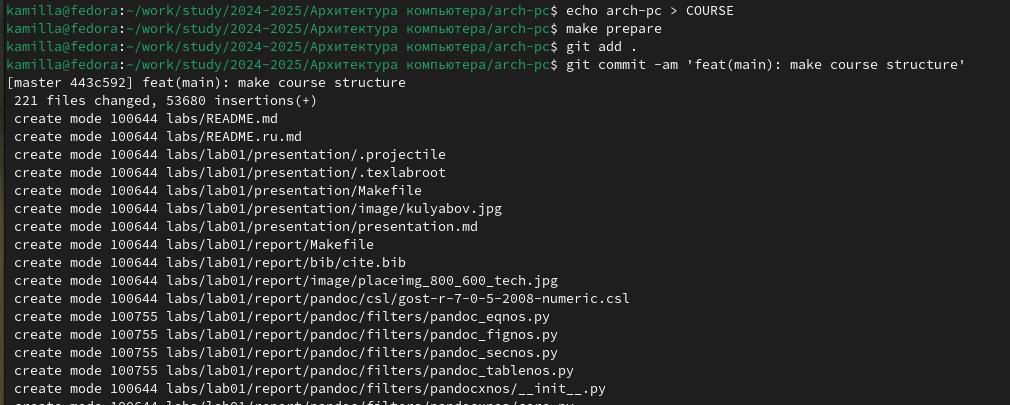 kamilla@fedora:~/work/study/2024-2025/Архитектура компьютера/arch-pc$ echo arch-pc > COURSE
kamilla@fedora:~/work/study/2024-2025/Архитектура компьютера/arch-pc$ make prepare
kamilla@fedora:~/work/study/2024-2025/Архитектура компьютера/arch-pc$ git add .
kamilla@fedora:~/work/study/2024-2025/Архитектура компьютера/arch-pc$ git commit -am 'feat(main): make course structure'
[master 443c592] feat(main): make course structure
 221 files changed, 53680 insertions(+)
 create mode 100644 labs/README.md
 create mode 100644 labs/README.ru.md
 create mode 100644 labs/lab01/presentation/.projectile
 create mode 100644 labs/lab01/presentation/.texlabroot
 create mode 100644 labs/lab01/presentation/Makefile
 create mode 100644 labs/lab01/presentation/image/kulyabov.jpg
 create mode 100644 labs/lab01/presentation/presentation.md
 create mode 100644 labs/lab01/report/Makefile
 create mode 100644 labs/lab01/report/bib/cite.bib
 create mode 100644 labs/lab01/report/image/placeimg_800_600_tech.jpg
 create mode 100644 labs/lab01/report/pandoc/csl/gost-r-7-0-5-2008-numeric.csl
 create mode 100755 labs/lab01/report/pandoc/filters/pandoc_eqnos.py
 create mode 100755 labs/lab01/report/pandoc/filters/pandoc_fignos.py
 create mode 100755 labs/lab01/report/pandoc/filters/pandoc_secnos.py
 create mode 100755 labs/lab01/report/pandoc/filters/pandoc_tablenos.py
 create mode 100644 labs/lab01/report/pandoc/filters/pandocxnos/__init__.py